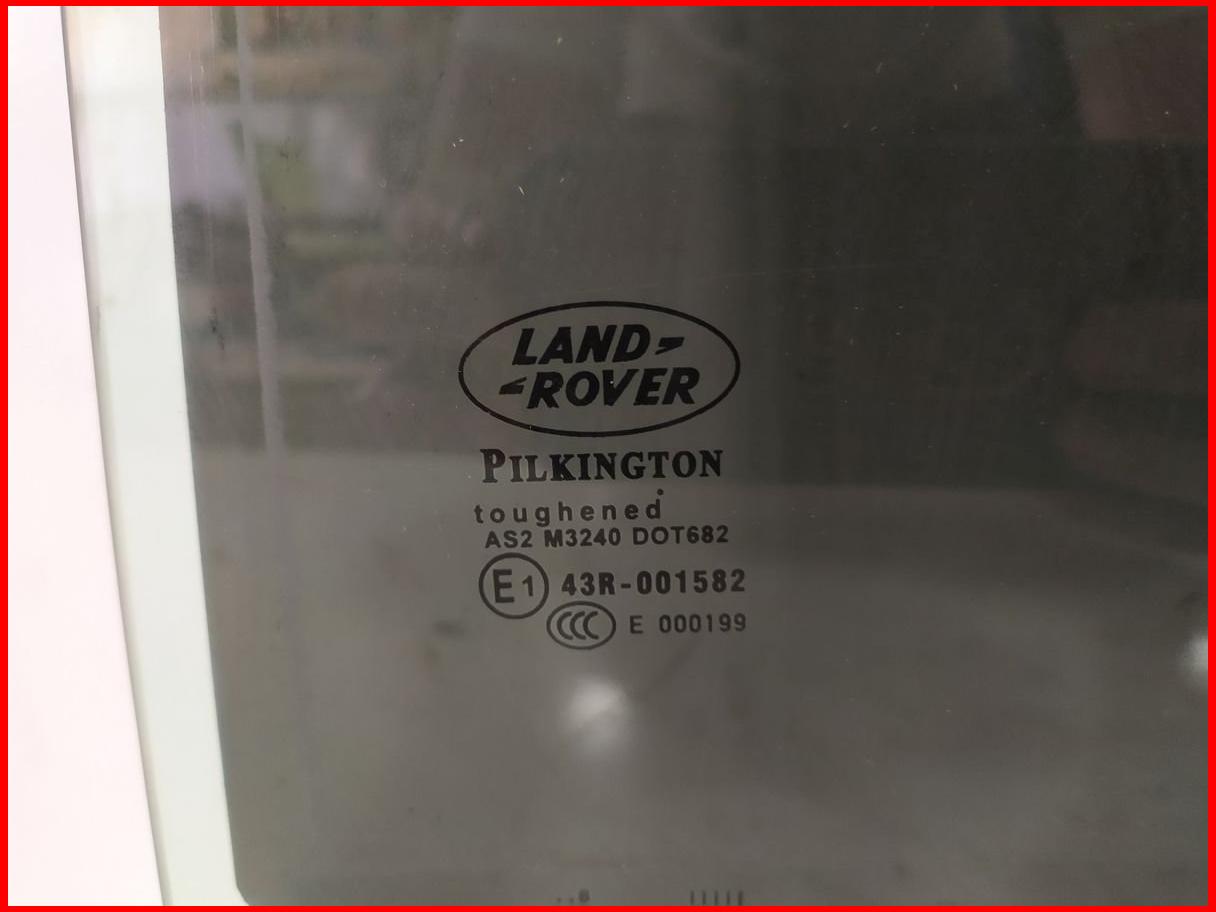 LAND
ROVER
PILKINGTON
toughened
AS2 M3240 DOT682
E1 43R-001582
CCC E 000199